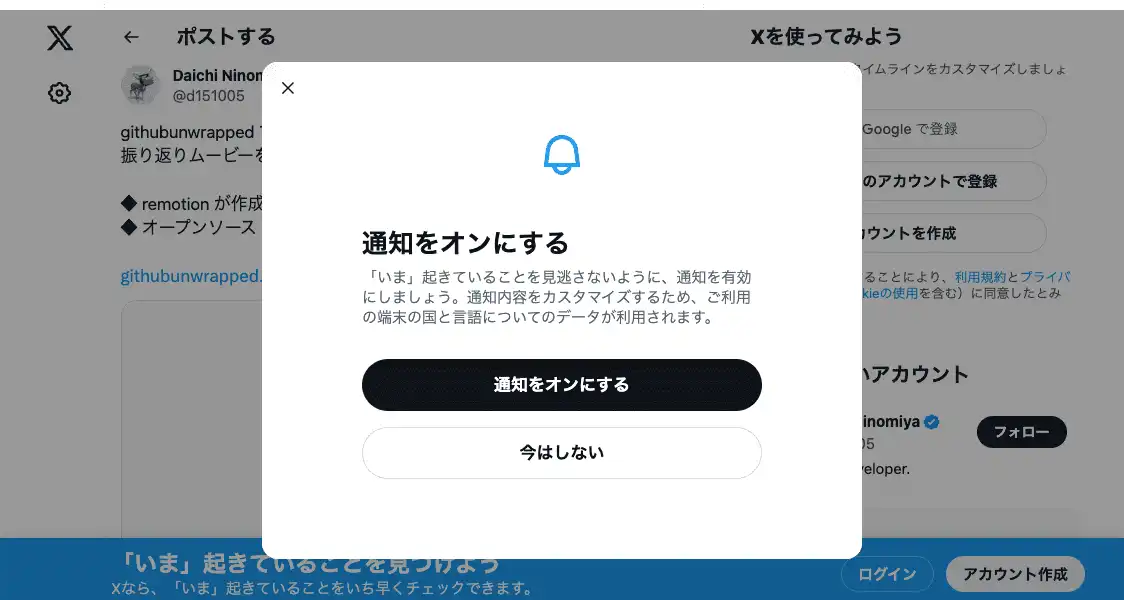 ポストする
Xを使ってみよう
Daichi Ninon
@d151005
イムラインをカスタマイズしましょ
githubunwrapped
振り返りムービーを
◆ remotion が作成
◆ オープンソース
githubunwrapped.
Google で登録
のアカウントで登録
カウントを作成
ることにより、利用規約とプライバ
kieの使用を含む）に同意したとみ
通知をオンにする
「いま」起きていることを見逃さないように、通知を有効
にしましょう。通知内容をカスタマイズするため、ご利用
の端末の国と言語についてのデータが利用されます。
通知をオンにする
今はしない
いアカウント
inomiya
05
フォロー
veloper.
「いま」起きていることを見つけよう
Xなら、「いま」起きていることをいち早くチェックできます。
ログイン
アカウント作成